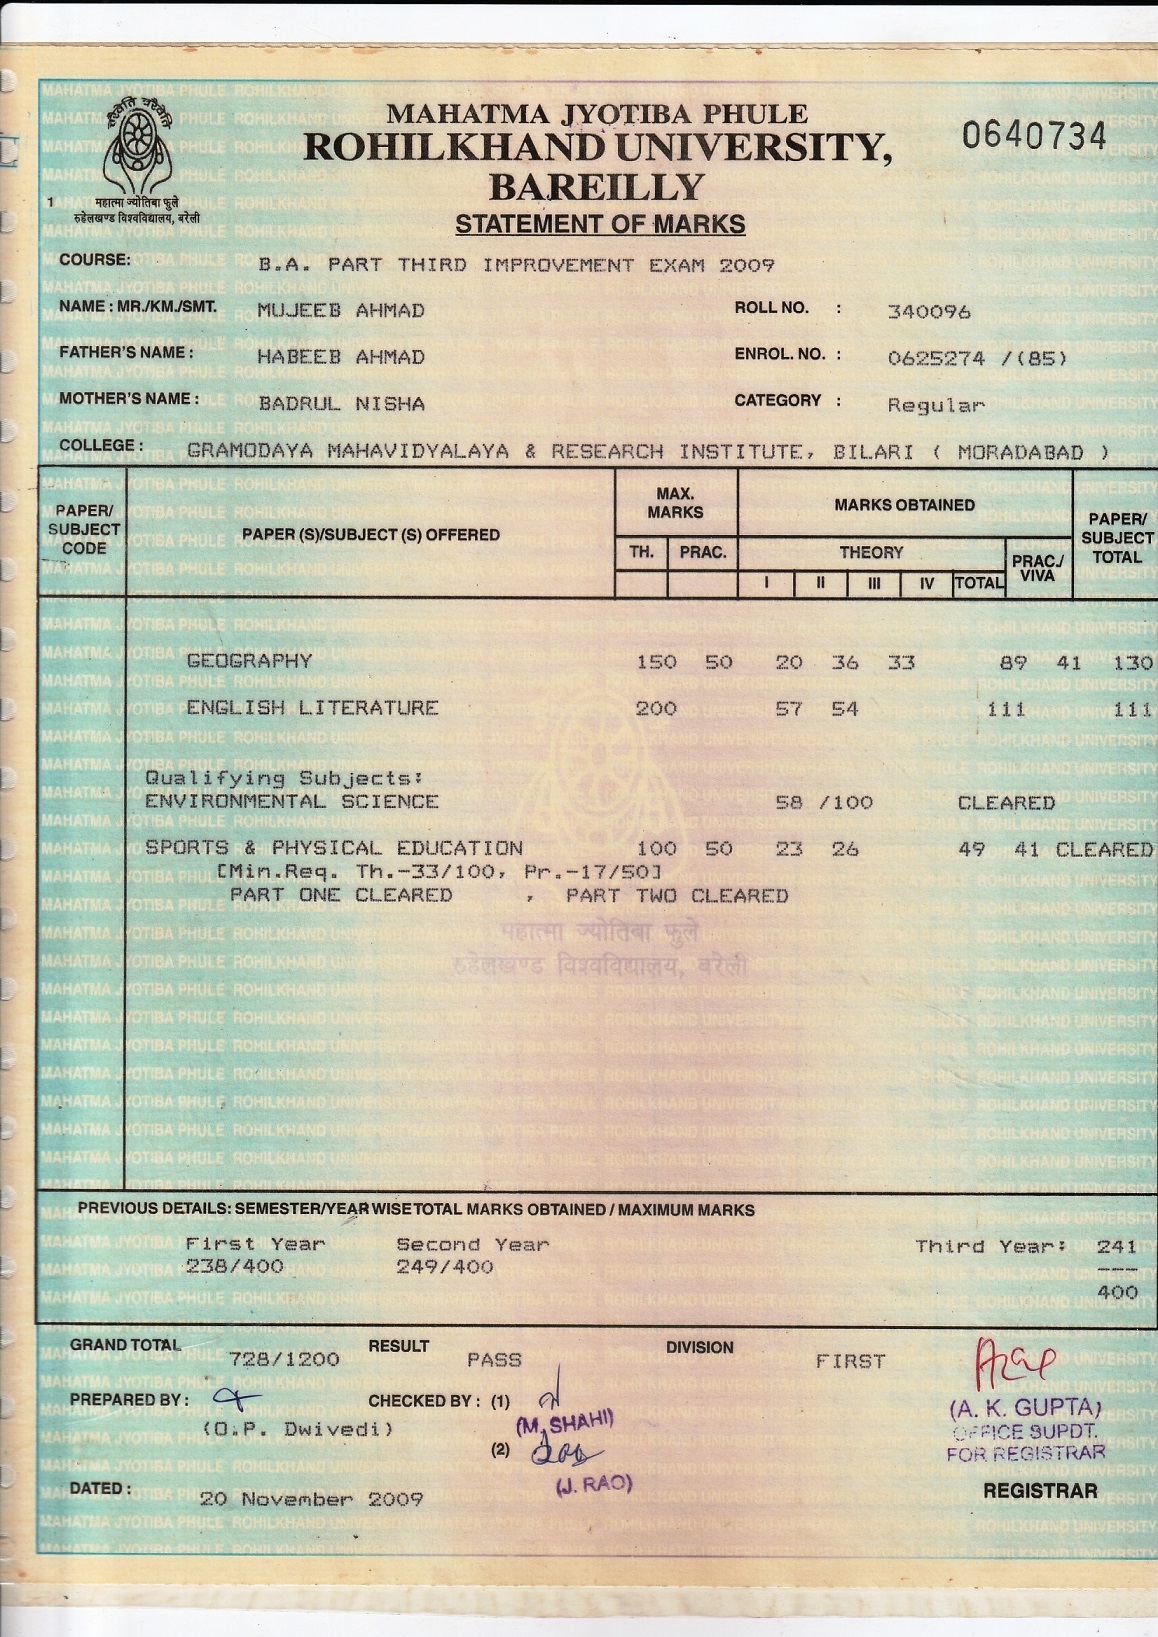 MAHATMA JYOTIBA PHULE
ROHILKHAND UNIVERSITY,
BAREILLY
0640734
चरैवेति चरैवेति
1 महात्मा ज्योतिबा फुले
रुहेलखण्ड विश्वविद्यालय, बरेली
STATEMENT OF MARKS
COURSE: B.A. PART THIRD IMPROVEMENT EXAM 2009
NAME : MR./KM./SMT. MUJEEB AHMAD ROLL NO. : 340096
FATHER'S NAME : HABEEB AHMAD ENROL. NO. : 0625274 /(85)
MOTHER'S NAME : BADRUL NISHA CATEGORY : Regular
COLLEGE : GRAMODAYA MAHAVIDYALAYA & RESEARCH INSTITUTE, BILARI ( MORADABAD )
PAPER/ SUBJECT CODE PAPER (S)/SUBJECT (S) OFFERED MAX. MARKS MARKS OBTAINED PAPER/ SUBJECT TOTAL
TH. PRAC. THEORY PRAC./ VIVA
I II III IV TOTAL
GEOGRAPHY 150 50 20 36 33 89 41 130
ENGLISH LITERATURE 200 57 54 111 111
Qualifying Subjects:
ENVIRONMENTAL SCIENCE 58 /100 CLEARED
SPORTS & PHYSICAL EDUCATION 100 50 23 26 49 41 CLEARED
[Min.Req. Th.-33/100, Pr.-17/50]
PART ONE CLEARED , PART TWO CLEARED
महात्मा ज्योतिबा फुले
रुहेलखण्ड विश्वविद्यालय, बरेली
PREVIOUS DETAILS: SEMESTER/YEAR WISE TOTAL MARKS OBTAINED / MAXIMUM MARKS
First Year Second Year Third Year: 241
238/400 249/400 ---
400
GRAND TOTAL 728/1200 RESULT PASS DIVISION FIRST
PREPARED BY : CHECKED BY : (1)
(O.P. Dwivedi) (M. SHAHI)
(2)
(J. RAO)
(A. K. GUPTA)
OFFICE SUPDT.
FOR REGISTRAR
DATED : 20 November 2009 REGISTRAR